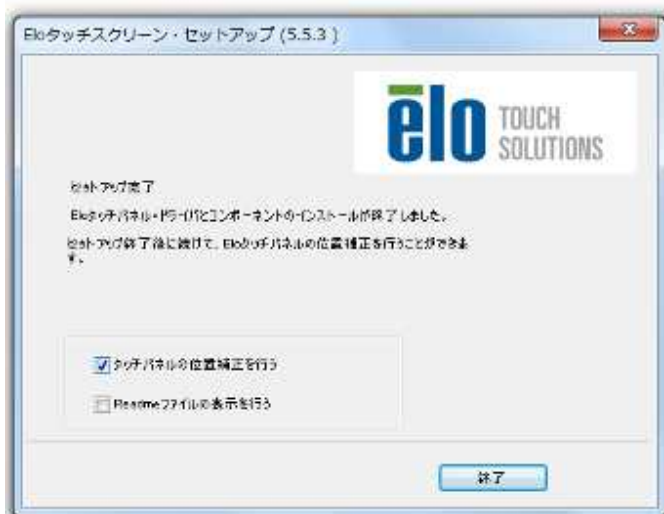 Eloタッチスクリーン・セットアップ (5.5.3 )
ēlo TOUCH
SOLUTIONS
セットアップ完了
Eloタッチパネル・ドライバとコンポーネントのインストールが終了しました。
セットアップ終了後に続けて、Eloタッチパネルの位置補正を行うことができま
す。
タッチパネルの位置補正を行う
Readmeファイルの表示を行う
終了